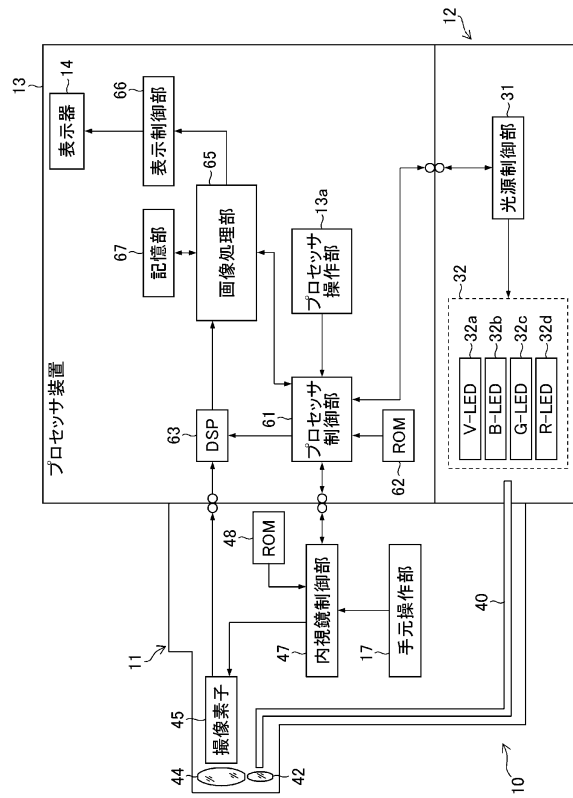 プロセッサ装置
13
表示器
14
表示制御部
66
記憶部
67
画像処理部
65
プロセッサ
操作部
13a
DSP
63
プロセッサ
制御部
61
ROM
62
12
光源制御部
31
32
V-LED
32a
B-LED
32b
G-LED
32c
R-LED
32d
11
撮像素子
45
44
42
ROM
48
内視鏡制御部
47
手元操作部
17
40
10